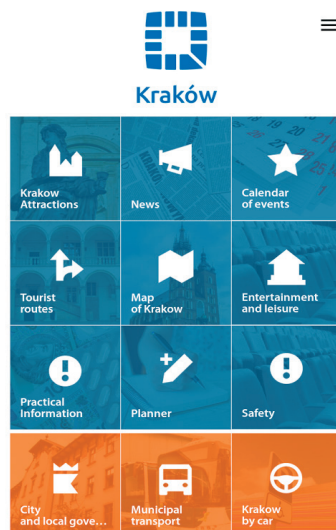 Kraków
Krakow
Attractions
News
Calendar
of events
Tourist
routes
Map
of Krakow
Entertainment
and leisure
Practical
Information
Planner
Safety
City
and local gove...
Municipal
transport
Krakow
by car